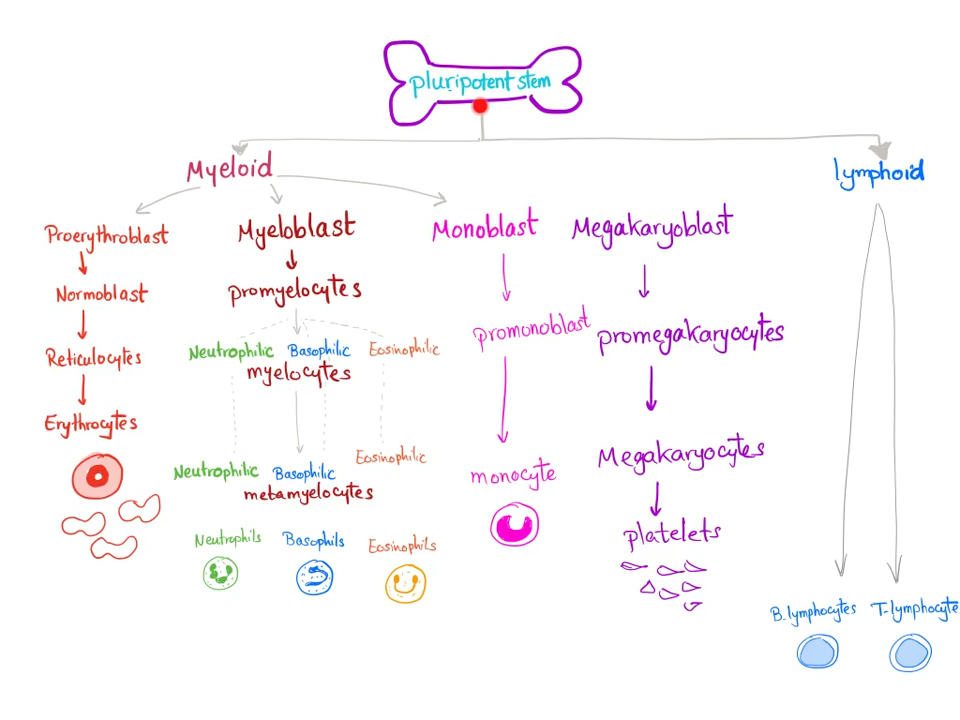 pluripotent stem
Myeloid
lymphoid
Proerythroblast
Normoblast
Reticulocytes
Erythrocytes
Myeloblast
promyelocytes
Neutrophilic Basophilic Eosinophilic
myelocytes
Neutrophilic Basophilic Eosinophilic
metamyelocytes
Neutrophils Basophils Eosinophils
Monoblast
promonoblast
monocyte
Megakaryoblast
promegakaryocytes
Megakaryocytes
platelets
B.lymphocytes T-lymphocyte